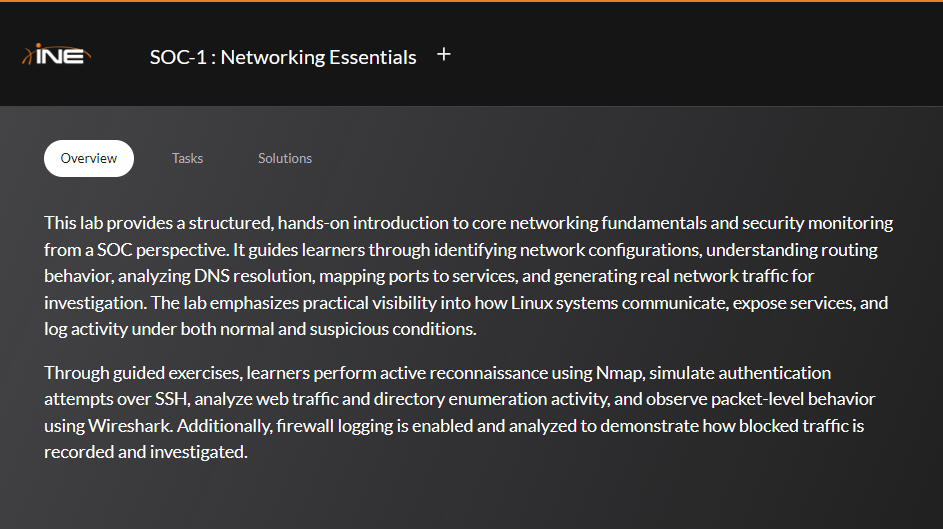 INE
SOC-1 : Networking Essentials +
Overview
Tasks
Solutions
This lab provides a structured, hands-on introduction to core networking fundamentals and security monitoring
from a SOC perspective. It guides learners through identifying network configurations, understanding routing
behavior, analyzing DNS resolution, mapping ports to services, and generating real network traffic for
investigation. The lab emphasizes practical visibility into how Linux systems communicate, expose services, and
log activity under both normal and suspicious conditions.
Through guided exercises, learners perform active reconnaissance using Nmap, simulate authentication
attempts over SSH, analyze web traffic and directory enumeration activity, and observe packet-level behavior
using Wireshark. Additionally, firewall logging is enabled and analyzed to demonstrate how blocked traffic is
recorded and investigated.